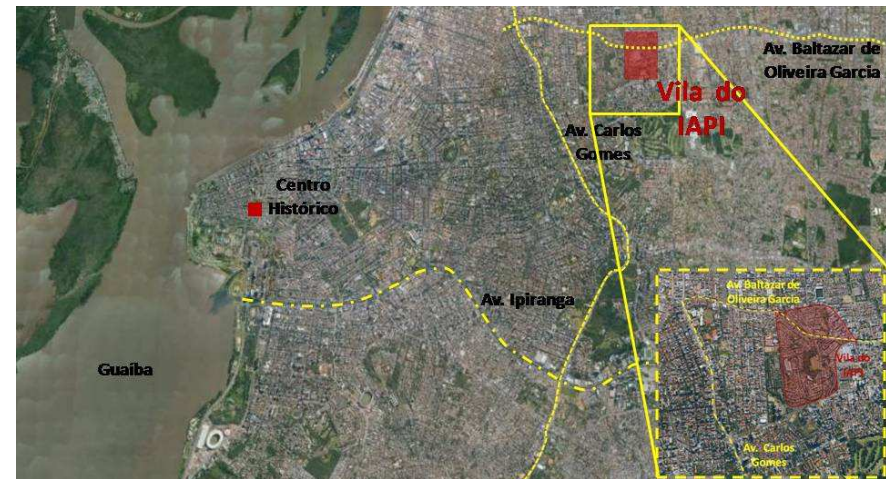 Av. Baltazar de
Oliveira Garcia
Vila do
IAPI
Av. Carlos
Gomes
Centro
Histórico
Av. Ipiranga
Guaíba
Av Baltazar de
Oliveira Garcia
Vila do
IAPI
Av. Carlos
Gomes